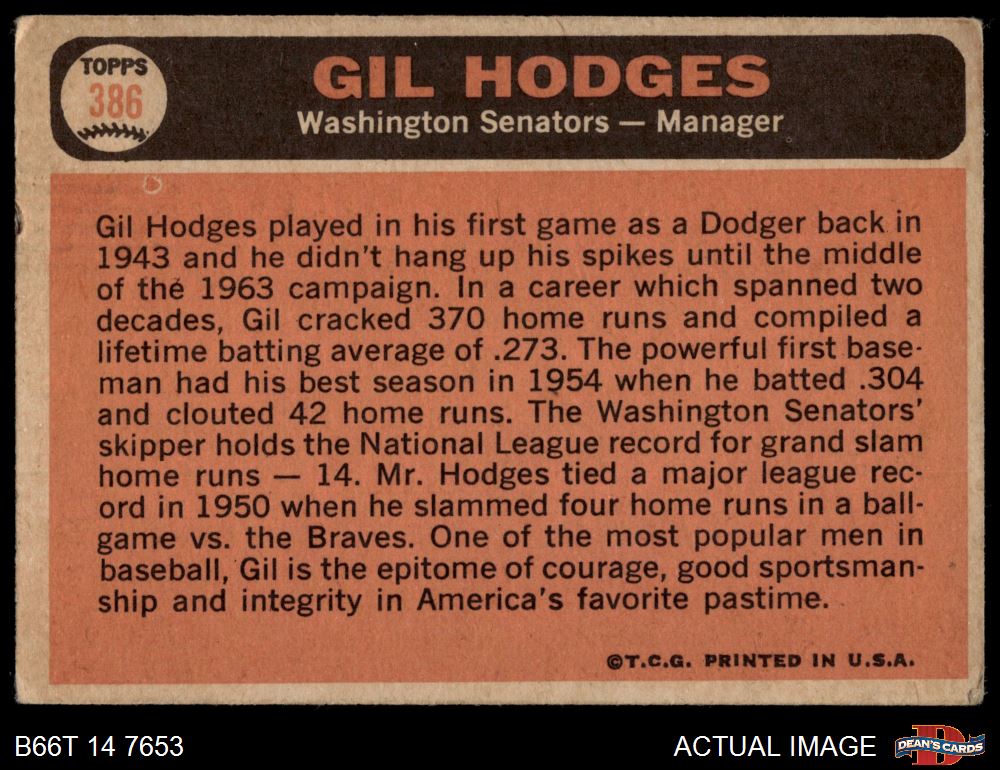 TOPPS
386
GIL HODGES
Washington Senators — Manager
Gil Hodges played in his first game as a Dodger back in
1943 and he didn't hang up his spikes until the middle
of the 1963 campaign. In a career which spanned two
decades, Gil cracked 370 home runs and compiled a
lifetime batting average of .273. The powerful first base-
man had his best season in 1954 when he batted .304
and clouted 42 home runs. The Washington Senators'
skipper holds the National League record for grand slam
home runs — 14. Mr. Hodges tied a major league rec-
ord in 1950 when he slammed four home runs in a ball-
game vs. the Braves. One of the most popular men in
baseball, Gil is the epitome of courage, good sportsman-
ship and integrity in America's favorite pastime.
©T.C.G. PRINTED IN U.S.A.
B66T 14 7653
ACTUAL IMAGE
D
DEAN'S CARDS